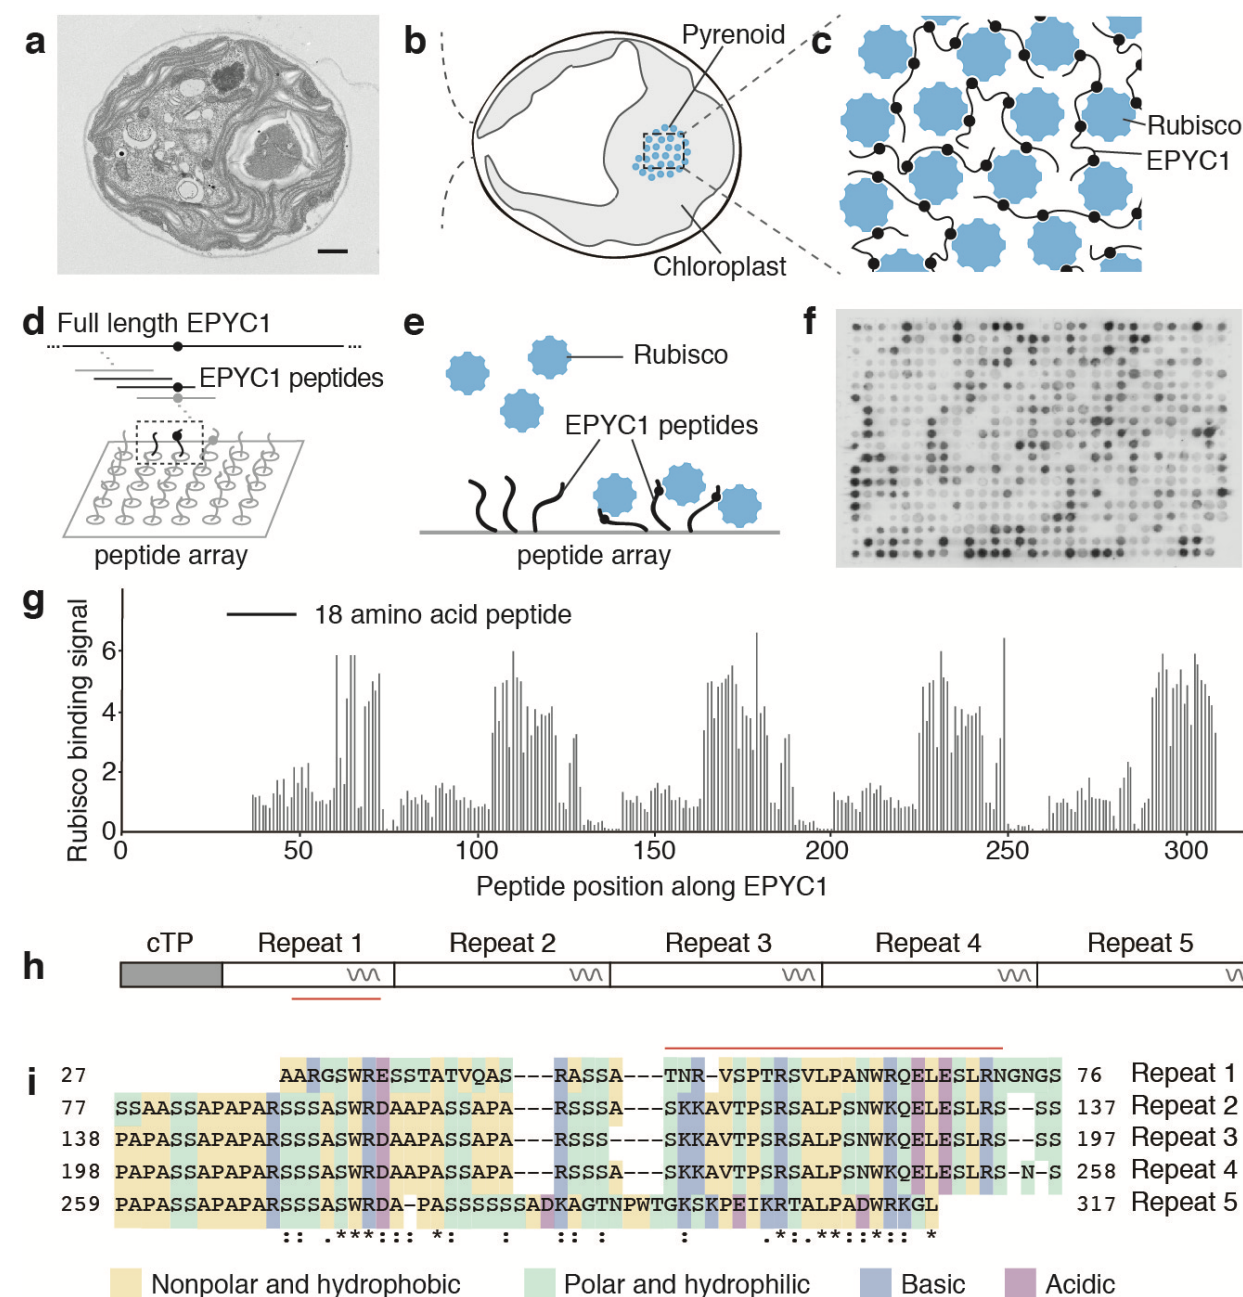 a
b
Pyrenoid
Chloroplast
c
Rubisco
EPYC1
d
Full length EPYC1
... ...
EPYC1 peptides
peptide array
e
Rubisco
EPYC1 peptides
peptide array
f
g
18 amino acid peptide
Rubisco binding signal
6
4
2
0
0 50 100 150 200 250 300
Peptide position along EPYC1
h
cTP Repeat 1 Repeat 2 Repeat 3 Repeat 4 Repeat 5
i
27 AARGSWRESSTATVQAS---RASSA---TNR-VSPTRSVLPANWRQELESLRNGNGS 76 Repeat 1
77 SSAASSAPAPARSSSASWRDAAPASSAPA---RSSSA---SKKAVTPSRSALPSNWKQELESLRS--SS 137 Repeat 2
138 PAPASSAPAPARSSSASWRDAAPASSAPA---RSSS----SKKAVTPSRSALPSNWKQELESLRS--SS 197 Repeat 3
198 PAPASSAPAPARSSSASWRDAAPASSAPA---RSSSA---SKKAVTPSRSALPSNWKQELESLRS-N-S 258 Repeat 4
259 PAPASSAPAPARSSSASWRDA-PASSSSSSADKAGTNPWTGKSKPEIKRTALPADWRKGL 317 Repeat 5
:: .***::*: : : : : .*:.**::*:: *
Nonpolar and hydrophobic Polar and hydrophilic Basic Acidic